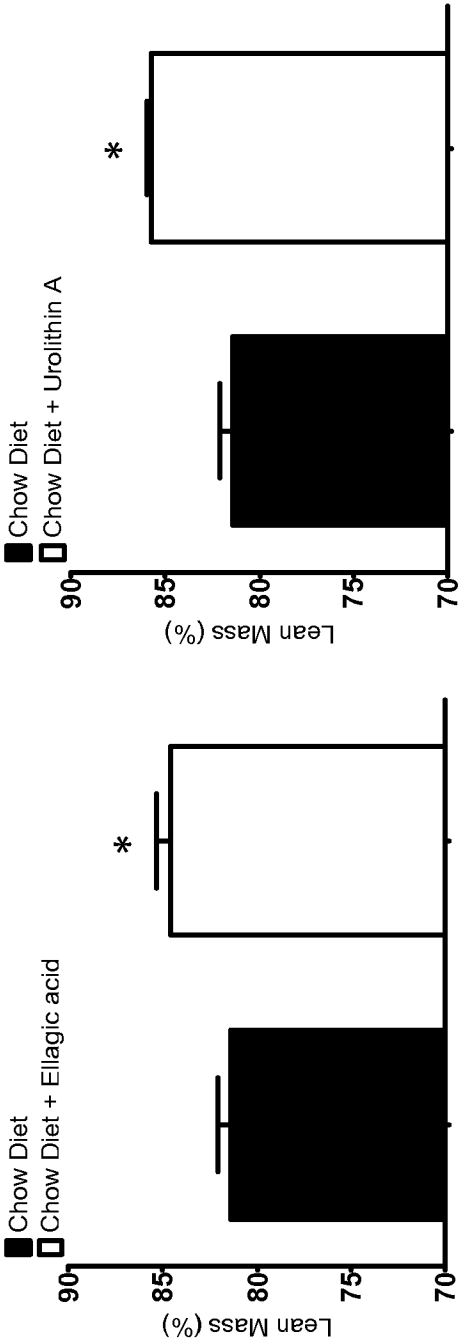 Chow Diet
Chow Diet + Ellagic acid
*
90
85
80
75
70
Lean Mass (%)
Chow Diet
Chow Diet + Urolithin A
*
90
85
80
75
70
Lean Mass (%)